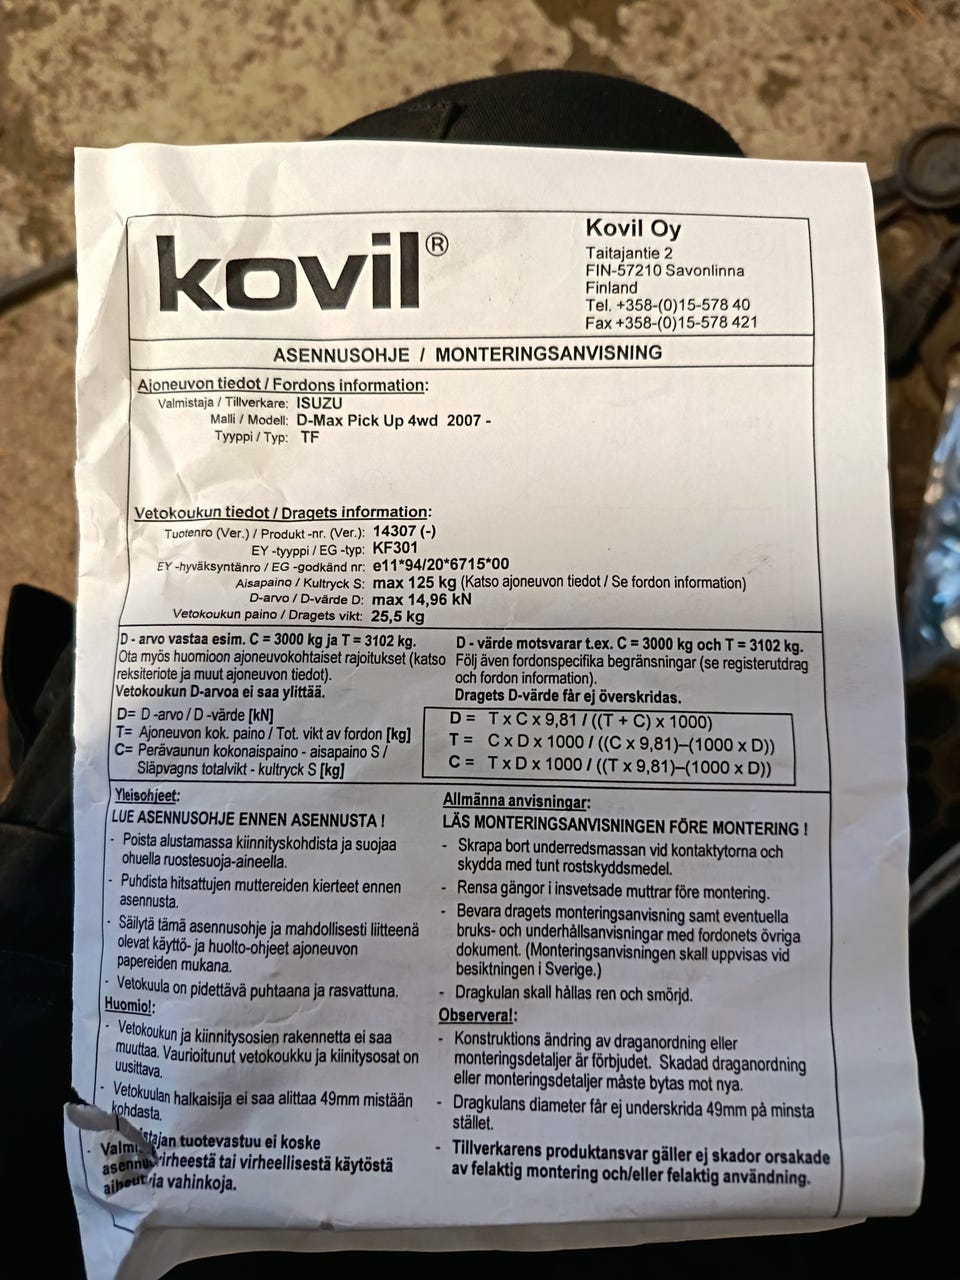 kovil®
Kovil Oy
Taitajantie 2
FIN-57210 Savonlinna
Finland
Tel. +358-(0)15-578 40
Fax +358-(0)15-578 421
ASENNUSOHJE / MONTERINGSANVISNING
Ajoneuvon tiedot / Fordons information:
Valmistaja / Tillverkare: ISUZU
Malli / Modell: D-Max Pick Up 4wd 2007 -
Tyyppi / Typ: TF
Vetokoukun tiedot / Dragets information:
Tuotenro (Ver.) / Produkt -nr. (Ver.): 14307 (-)
EY -tyyppi / EG -typ: KF301
EY -hyväksyntänro / EG -godkänd nr: e11*94/20*6715*00
Aisapaino / Kultryck S: max 125 kg (Katso ajoneuvon tiedot / Se fordon information)
D-arvo / D-värde D: max 14,96 kN
Vetokoukun paino / Dragets vikt: 25,5 kg
D - arvo vastaa esim. C = 3000 kg ja T = 3102 kg.
Ota myös huomioon ajoneuvokohtaiset rajoitukset (katso
reksiteriote ja muut ajoneuvon tiedot).
Vetokoukun D-arvoa ei saa ylittää.
D - värde motsvarar t.ex. C = 3000 kg och T = 3102 kg.
Följ även fordonspecifika begränsningar (se registerutdrag
och fordon information).
Dragets D-värde får ej överskridas.
D= D -arvo / D -värde [kN]
T= Ajoneuvon kok. paino / Tot. vikt av fordon [kg]
C= Perävaunun kokonaispaino - aisapaino S /
Släpvagns totalvikt - kultryck S [kg]
D = T x C x 9,81 / ((T + C) x 1000)
T = C x D x 1000 / ((C x 9,81)–(1000 x D))
C = T x D x 1000 / ((T x 9,81)–(1000 x D))
Yleisohjeet:
LUE ASENNUSOHJE ENNEN ASENNUSTA !
- Poista alustamassa kiinnityskohdista ja suojaa
ohuella ruostesuoja-aineella.
- Puhdista hitsattujen muttereiden kierteet ennen
asennusta.
- Säilytä tämä asennusohje ja mahdollisesti liitteenä
olevat käyttö- ja huolto-ohjeet ajoneuvon
papereiden mukana.
- Vetokuula on pidettävä puhtaana ja rasvattuna.
Huomio!:
- Vetokoukun ja kiinnitysosien rakennetta ei saa
muuttaa. Vaurioitunut vetokoukku ja kiinitysosat on
uusittava.
- Vetokuulan halkaisija ei saa alittaa 49mm mistään
kohdasta.
- tuotevastuu ei koske
tai virheellisestä käytöstä
vahinkoja.
Allmänna anvisningar:
LÄS MONTERINGSANVISNINGEN FÖRE MONTERING !
- Skrapa bort underredsmassan vid kontaktytorna och
skydda med tunt rostskyddsmedel.
- Rensa gängor i insvetsade muttrar före montering.
- Bevara dragets monteringsanvisning samt eventuella
bruks- och underhållsanvisningar med fordonets övriga
dokument. (Monteringsanvisningen skall uppvisas vid
besiktningen i Sverige.)
- Dragkulan skall hållas ren och smörjd.
Observera!:
- Konstruktions ändring av draganordning eller
monteringsdetaljer är förbjudet. Skadad draganordning
eller monteringsdetaljer måste bytas mot nya.
- Dragkulans diameter får ej underskrida 49mm på minsta
stället.
- Tillverkarens produktansvar gäller ej skador orsakade
av felaktig montering och/eller felaktig användning.